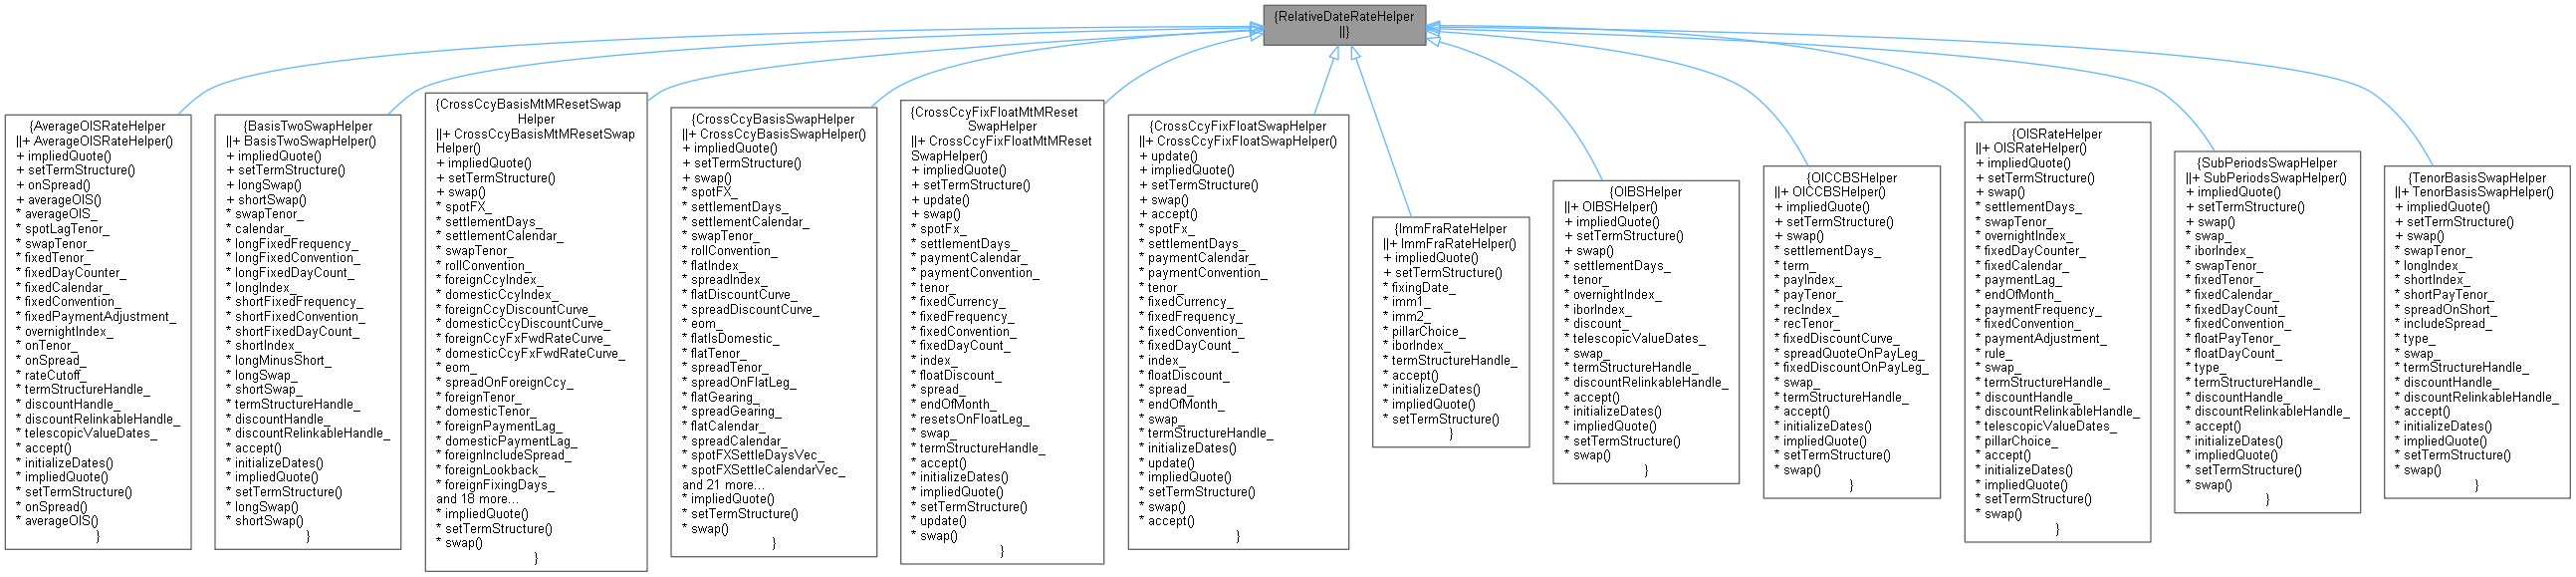 {RelativeDateRateHelper
||}
{AverageOISRateHelper
||+ AverageOISRateHelper()
+ impliedQuote()
+ setTermStructure()
+ onSpread()
+ averageOIS()
* averageOIS_
* spotLagTenor_
* swapTenor_
* fixedTenor_
* fixedDayCounter_
* fixedCalendar_
* fixedConvention_
* fixedPaymentAdjustment_
* overnightIndex_
* onTenor_
* onSpread_
* rateCutoff_
* termStructureHandle_
* discountHandle_
* discountRelinkableHandle_
* telescopicValueDates_
* accept()
* initializeDates()
* impliedQuote()
* setTermStructure()
* onSpread()
* averageOIS()
}
{BasisTwoSwapHelper
||+ BasisTwoSwapHelper()
+ impliedQuote()
+ setTermStructure()
+ longSwap()
+ shortSwap()
* swapTenor_
* calendar_
* longFixedFrequency_
* longFixedConvention_
* longFixedDayCount_
* longIndex_
* shortFixedFrequency_
* shortFixedConvention_
* shortFixedDayCount_
* shortIndex_
* longMinusShort_
* longSwap_
* shortSwap_
* termStructureHandle_
* discountHandle_
* discountRelinkableHandle_
* accept()
* initializeDates()
* impliedQuote()
* setTermStructure()
* longSwap()
* shortSwap()
}
{CrossCcyBasisMtMResetSwap
Helper
||+ CrossCcyBasisMtMResetSwap
Helper()
+ impliedQuote()
+ setTermStructure()
+ swap()
* spotFX_
* settlementDays_
* settlementCalendar_
* swapTenor_
* rollConvention_
* foreignCcyIndex_
* domesticCcyIndex_
* foreignCcyDiscountCurve_
* domesticCcyDiscountCurve_
* foreignCcyFxFwdRateCurve_
* domesticCcyFxFwdRateCurve_
* eom_
* spreadOnForeignCcy_
* foreignTenor_
* domesticTenor_
* foreignPaymentLag_
* domesticPaymentLag_
* foreignIncludeSpread_
* foreignLookback_
* foreignFixingDays_
and 18 more...
* impliedQuote()
* setTermStructure()
* swap()
}
{CrossCcyBasisSwapHelper
||+ CrossCcyBasisSwapHelper()
+ impliedQuote()
+ setTermStructure()
+ swap()
* spotFX_
* settlementDays_
* settlementCalendar_
* swapTenor_
* rollConvention_
* flatIndex_
* spreadIndex_
* flatDiscountCurve_
* spreadDiscountCurve_
* eom_
* flatIsDomestic_
* flatTenor_
* spreadTenor_
* spreadOnFlatLeg_
* flatGearing_
* spreadGearing_
* flatCalendar_
* spreadCalendar_
* spotFXSettleDaysVec_
* spotFXSettleCalendarVec_
and 21 more...
* impliedQuote()
* setTermStructure()
* swap()
}
{CrossCcyFixFloatMtMReset
SwapHelper
||+ CrossCcyFixFloatMtMReset
SwapHelper()
+ impliedQuote()
+ setTermStructure()
+ update()
+ swap()
* spotFx_
* settlementDays_
* paymentCalendar_
* paymentConvention_
* tenor_
* fixedCurrency_
* fixedFrequency_
* fixedConvention_
* fixedDayCount_
* index_
* floatDiscount_
* spread_
* endOfMonth_
* resetsOnFloatLeg_
* swap_
* termStructureHandle_
* accept()
* initializeDates()
* impliedQuote()
* setTermStructure()
* update()
* swap()
}
{CrossCcyFixFloatSwapHelper
||+ CrossCcyFixFloatSwapHelper()
+ update()
+ impliedQuote()
+ setTermStructure()
+ swap()
+ accept()
* spotFx_
* settlementDays_
* paymentCalendar_
* paymentConvention_
* tenor_
* fixedCurrency_
* fixedFrequency_
* fixedConvention_
* fixedDayCount_
* index_
* floatDiscount_
* spread_
* endOfMonth_
* swap_
* termStructureHandle_
* initializeDates()
* update()
* impliedQuote()
* setTermStructure()
* swap()
* accept()
}
{ImmFraRateHelper
||+ ImmFraRateHelper()
+ impliedQuote()
+ setTermStructure()
* fixingDate_
* imm1_
* imm2_
* pillarChoice_
* iborIndex_
* termStructureHandle_
* accept()
* initializeDates()
* impliedQuote()
* setTermStructure()
}
{OIBSHelper
||+ OIBSHelper()
+ impliedQuote()
+ setTermStructure()
+ swap()
* settlementDays_
* tenor_
* overnightIndex_
* iborIndex_
* discount_
* telescopicValueDates_
* swap_
* termStructureHandle_
* discountRelinkableHandle_
* accept()
* initializeDates()
* impliedQuote()
* setTermStructure()
* swap()
}
{OICCBSHelper
||+ OICCBSHelper()
+ impliedQuote()
+ setTermStructure()
+ swap()
* settlementDays_
* term_
* payIndex_
* payTenor_
* recIndex_
* recTenor_
* fixedDiscountCurve_
* spreadQuoteOnPayLeg_
* fixedDiscountOnPayLeg_
* swap_
* termStructureHandle_
* accept()
* initializeDates()
* impliedQuote()
* setTermStructure()
* swap()
}
{OISRateHelper
||+ OISRateHelper()
+ impliedQuote()
+ setTermStructure()
+ swap()
* settlementDays_
* swapTenor_
* overnightIndex_
* fixedDayCounter_
* fixedCalendar_
* paymentLag_
* endOfMonth_
* paymentFrequency_
* fixedConvention_
* paymentAdjustment_
* rule_
* swap_
* termStructureHandle_
* discountHandle_
* discountRelinkableHandle_
* telescopicValueDates_
* pillarChoice_
* accept()
* initializeDates()
* impliedQuote()
* setTermStructure()
* swap()
}
{SubPeriodsSwapHelper
||+ SubPeriodsSwapHelper()
+ impliedQuote()
+ setTermStructure()
+ swap()
* swap_
* iborIndex_
* swapTenor_
* fixedTenor_
* fixedCalendar_
* fixedDayCount_
* fixedConvention_
* floatPayTenor_
* floatDayCount_
* type_
* termStructureHandle_
* discountHandle_
* discountRelinkableHandle_
* accept()
* initializeDates()
* impliedQuote()
* setTermStructure()
* swap()
}
{TenorBasisSwapHelper
||+ TenorBasisSwapHelper()
+ impliedQuote()
+ setTermStructure()
+ swap()
* swapTenor_
* longIndex_
* shortIndex_
* shortPayTenor_
* spreadOnShort_
* includeSpread_
* type_
* swap_
* termStructureHandle_
* discountHandle_
* discountRelinkableHandle_
* accept()
* initializeDates()
* impliedQuote()
* setTermStructure()
* swap()
}